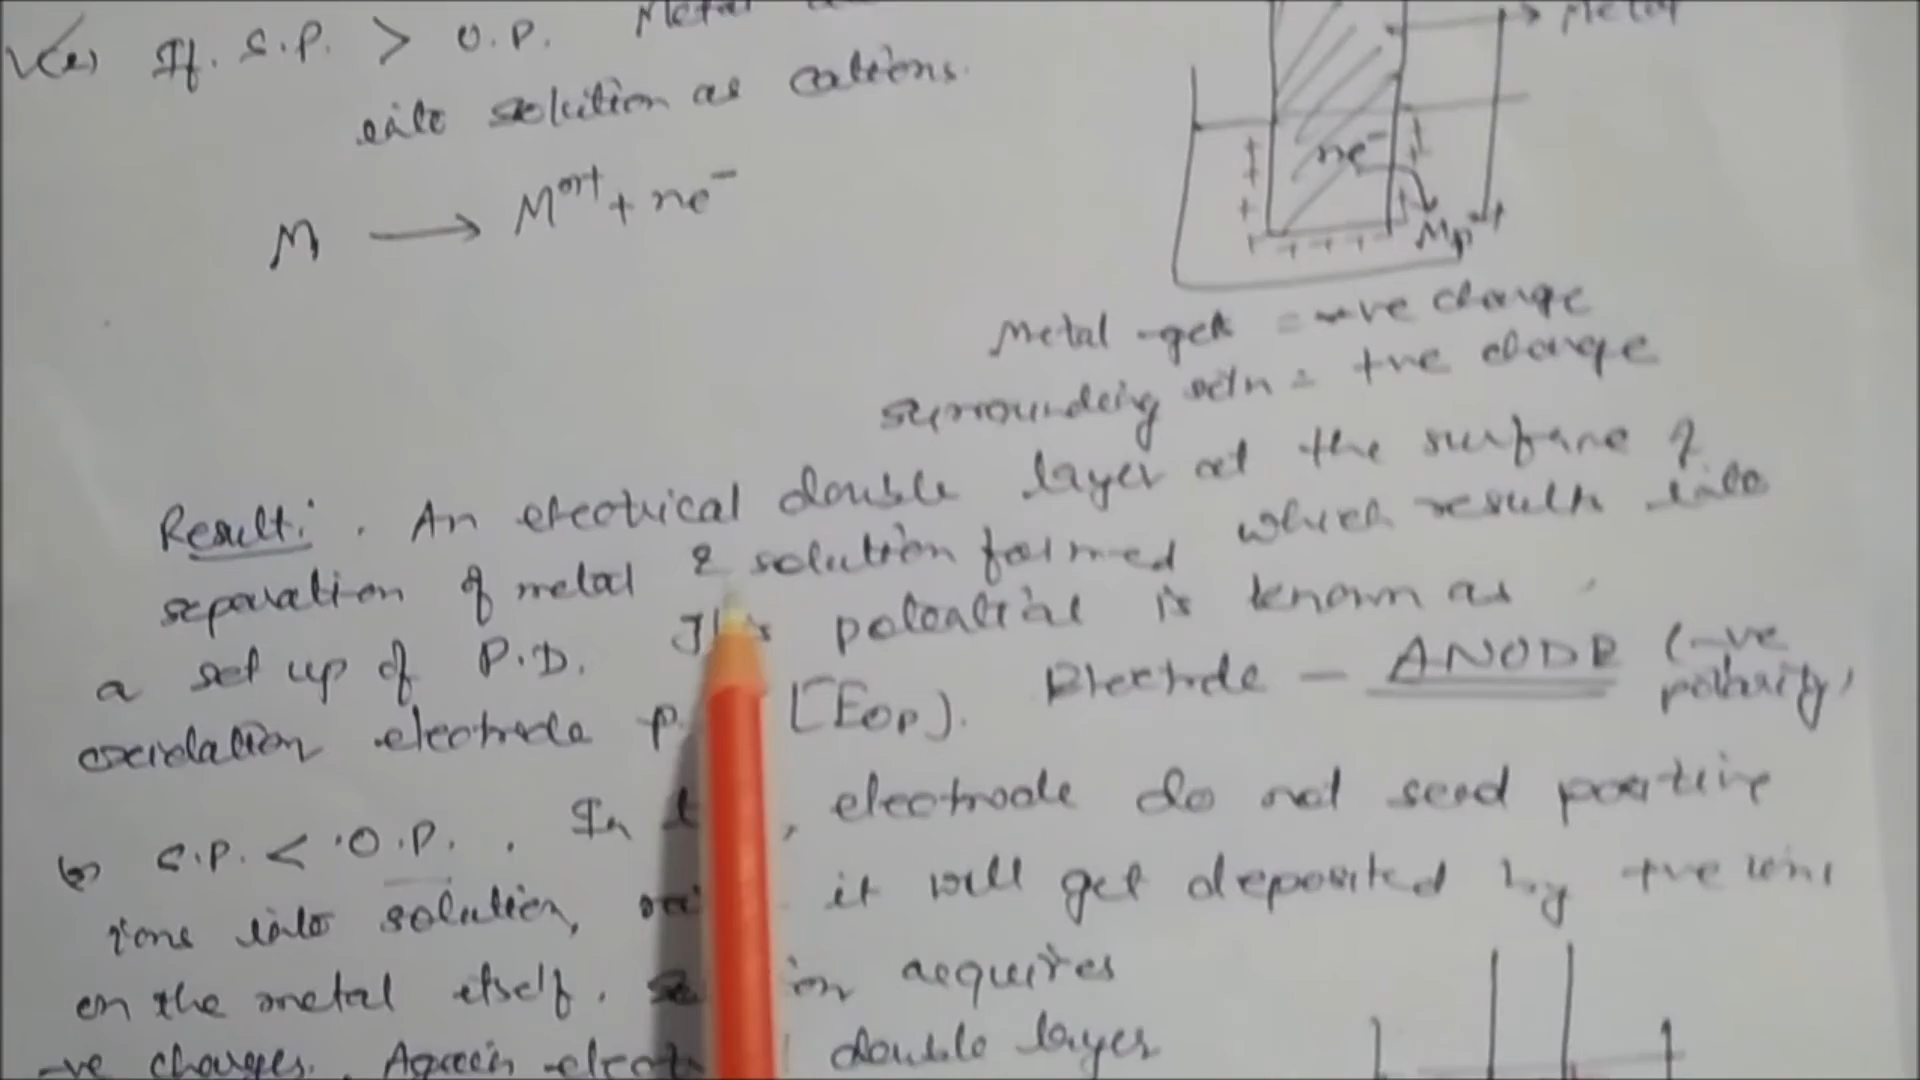 (a) If. S.P. > O.P. Metal
→ Metal
into solution as cations.
M → Mn+ + ne-
ne-
Mn+
Metal get = -ve charge
surrounding soln = +ve charge
Result: . An electrical double layer at the surface of
separation of metal & solution formed which results into
a set up of P.D. This potential is known as
oxidation electrode p. [EOP). Electrode - ANODE (-ve
polarity)
(b) S.P. < O.P. . In , electrode do not send positive
ions into solution, it will get deposited by +ve ions
on the metal itself. acquires
-ve charges. Again double layer